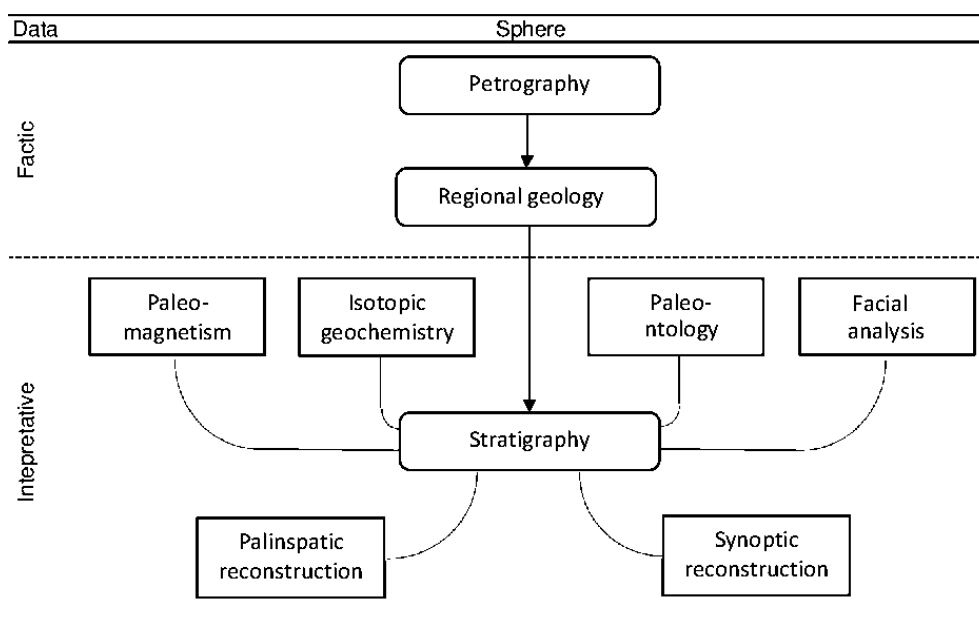 Data Sphere
Factic
Petrography
Regional geology
Paleo-
magnetism
Isotopic
geochemistry
Paleo-
ntology
Facial
analysis
Intepretative
Stratigraphy
Palinspatic
reconstruction
Synoptic
reconstruction